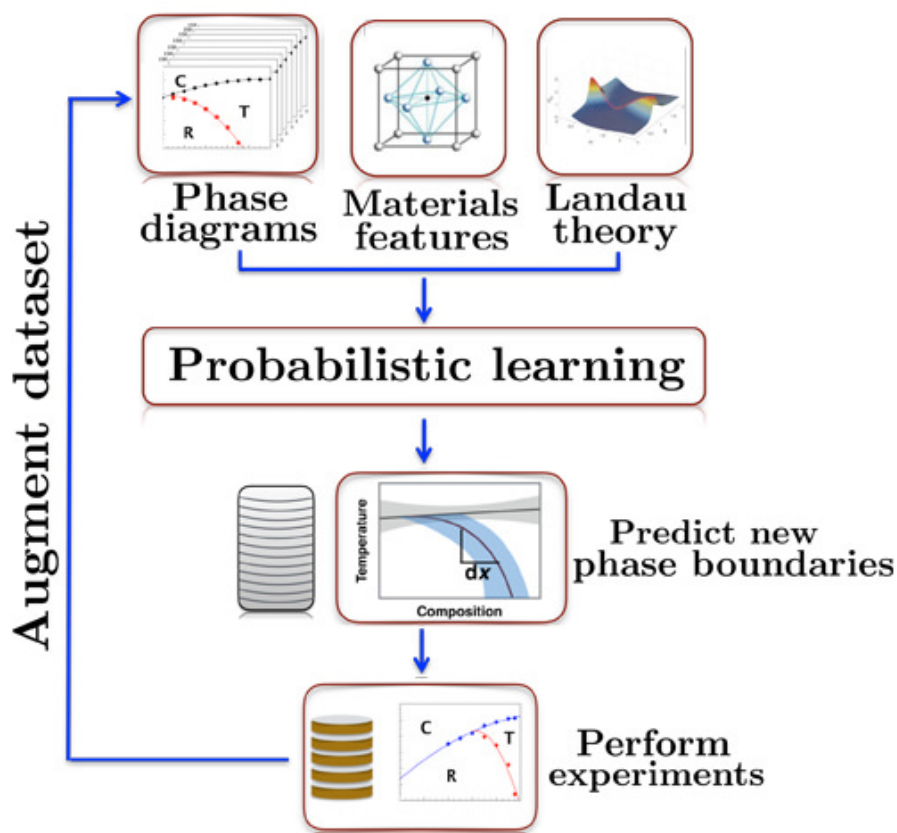 C
T
R
Phase
diagrams
Materials
features
Landau
theory
Augment dataset
Probabilistic learning
Temperature
dx
Composition
Predict new
phase boundaries
C
T
R
Perform
experiments